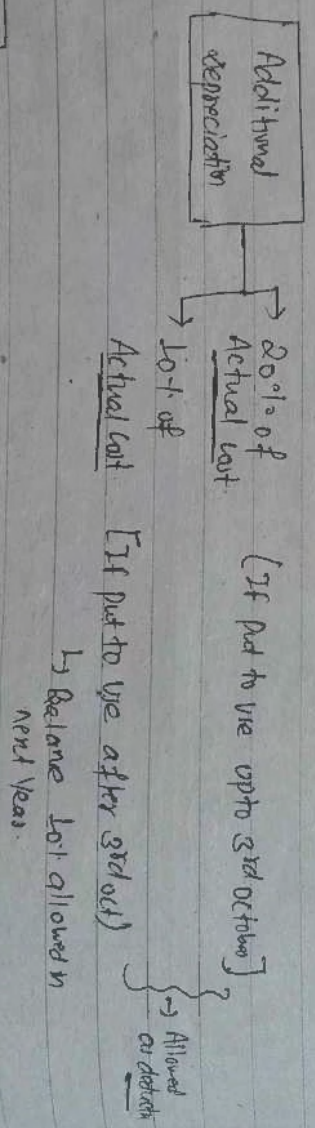 Additional
depreciation
→ 20% of
Actual cost. (If put to use upto 3rd october]
→ 10% of
Actual cost [If put to use after 3rd oct)
↳ Balance 10% allowed in
next year.
} → Allowed
as